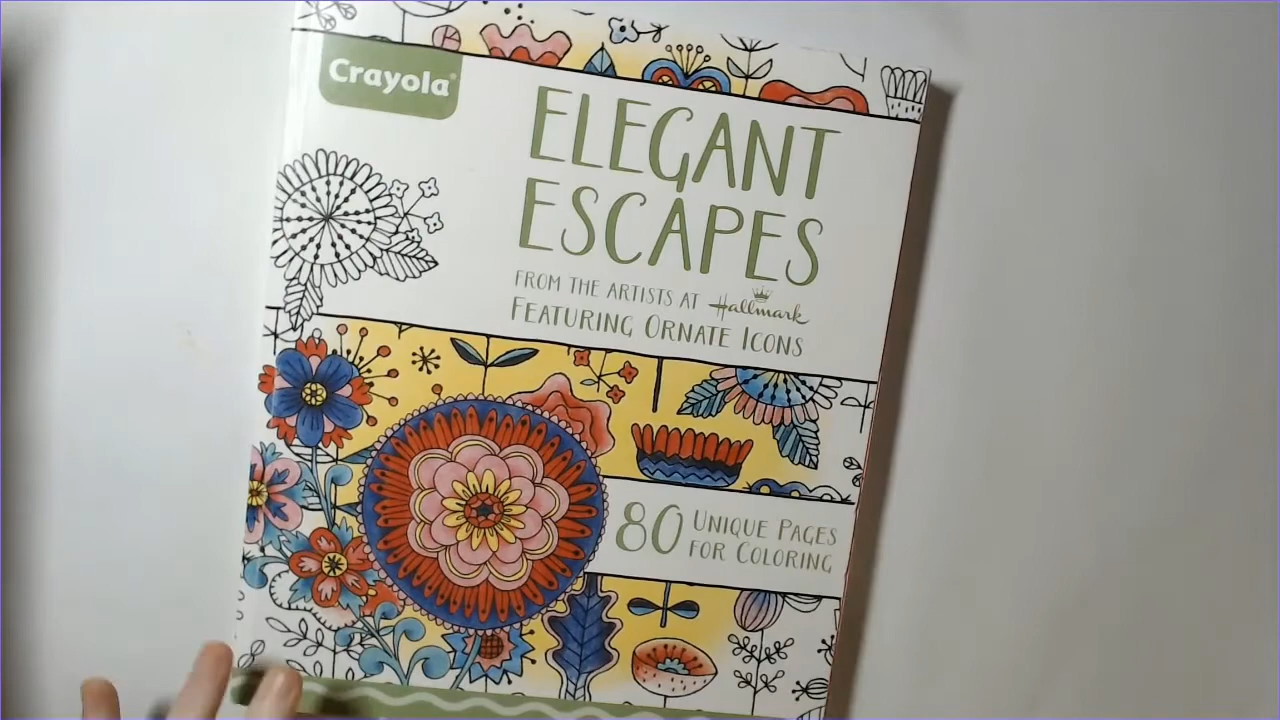 Crayola
ELEGANT
ESCAPES
FROM THE ARTISTS AT Hallmark
FEATURING ORNATE ICONS
80 UNIQUE PAGES
FOR COLORING